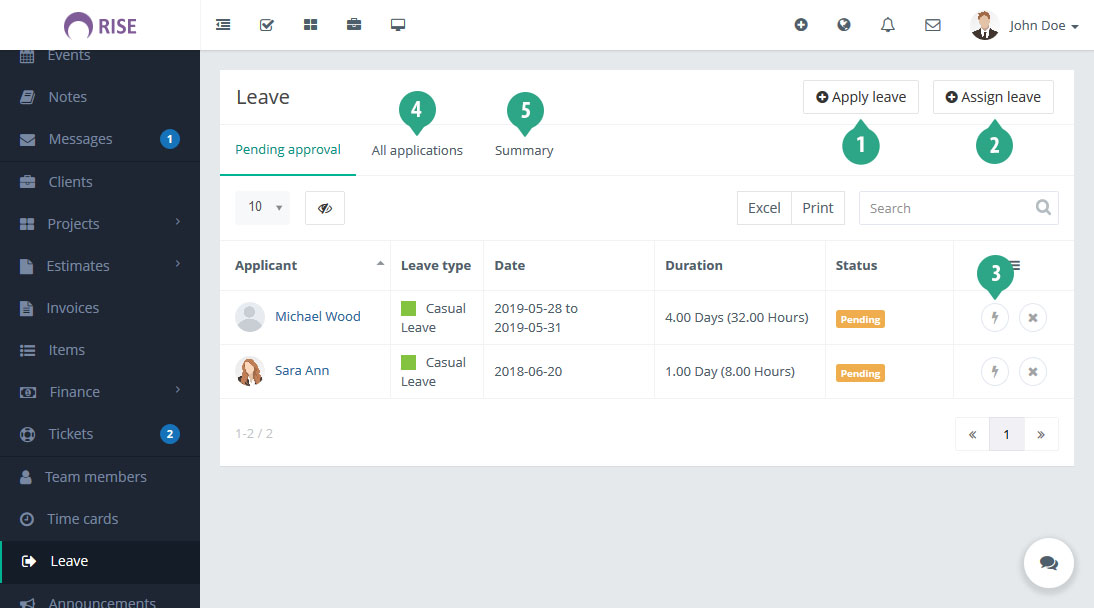 RISE
John Doe
Events
Notes
Messages 1
Clients
Projects
Estimates
Invoices
Items
Finance
Tickets 2
Team members
Time cards
Leave
Announcements
Leave
Apply leave
Assign leave
4
5
1
2
Pending approval
All applications
Summary
10
Excel
Print
Search
Applicant
Leave type
Date
Duration
Status
3
Michael Wood
Casual
Leave
2019-05-28 to
2019-05-31
4.00 Days (32.00 Hours)
Pending
Sara Ann
Casual
Leave
2018-06-20
1.00 Day (8.00 Hours)
Pending
1-2 / 2
« 1 »